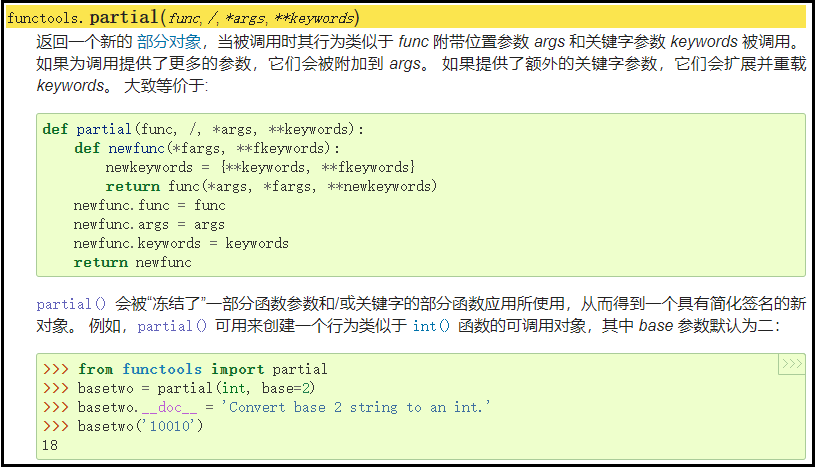 functools.partial(func, /, *args, **keywords)
返回一个新的 部分对象，当被调用时其行为类似于 func 附带位置参数 args 和关键字参数 keywords 被调用。
如果为调用提供了更多的参数，它们会被附加到 args。 如果提供了额外的关键字参数，它们会扩展并重载
keywords。 大致等价于:
def partial(func, /, *args, **keywords):
    def newfunc(*fargs, **fkeywords):
        newkeywords = {**keywords, **fkeywords}
        return func(*args, *fargs, **newkeywords)
    newfunc.func = func
    newfunc.args = args
    newfunc.keywords = keywords
    return newfunc
partial() 会被“冻结了”一部分函数参数和/或关键字的部分函数应用所使用，从而得到一个具有简化签名的新
对象。 例如，partial() 可用来创建一个行为类似于 int() 函数的可调用对象，其中 base 参数默认为二：
>>>
>>> from functools import partial
>>> basetwo = partial(int, base=2)
>>> basetwo.__doc__ = 'Convert base 2 string to an int.'
>>> basetwo('10010')
18